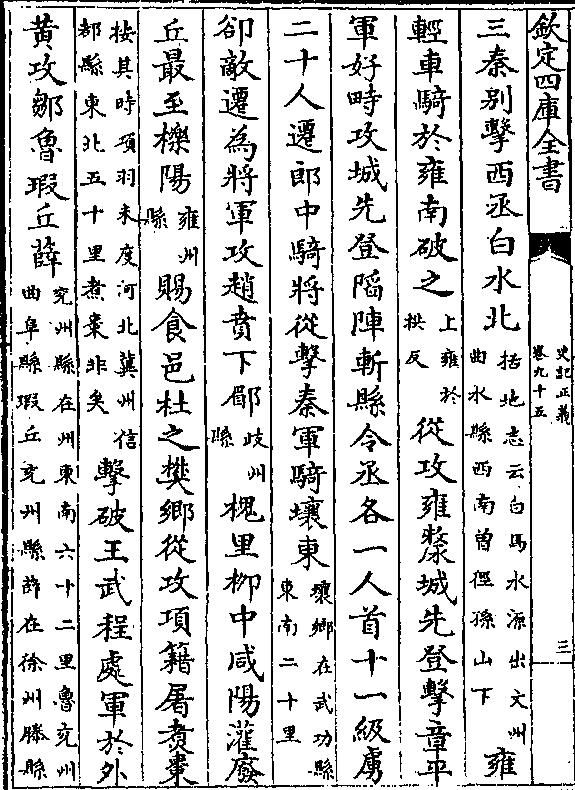 欽定四庫全書
史記正義
卷九十五
三
三秦别擊西丞白水北
括地志云白馬水源出文州
曲水縣西南曾徑孫山下
雍
輕車騎於雍南破之
上雍於
拱反
從攻雍斄城先登擊章平
軍好畤攻城先登陷陣斬縣令丞各一人首十一級虜
二十人遷郎中騎將從擊秦軍騎壤東
壤鄉在武功縣
東南二十里
卻敵遷為將軍攻趙賁下郿
岐州
縣
槐里栁中咸陽灌廢
丘最至櫟陽
雍州
縣
賜食邑杜之樊鄉從攻項籍屠煑棗
按其時項羽未度河北冀州信
都縣東北五十里煮棗非矣
擊破王武程處軍於外
黄攻鄒魯瑕丘薛
兖州縣在州東南六十二里魯兖州
曲阜縣瑕丘兖州縣薛在徐州滕縣